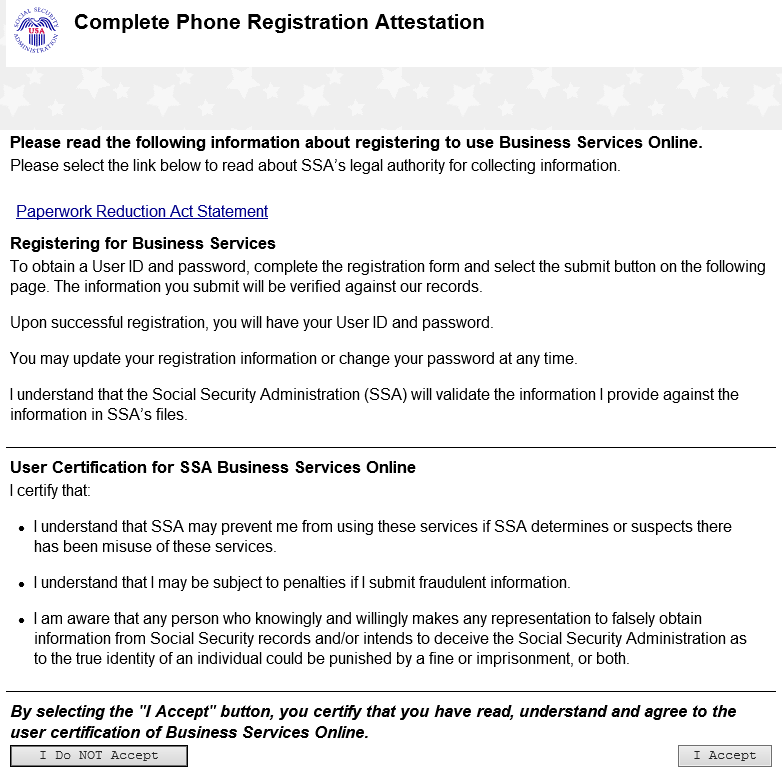 SOCIAL SECURITY
USA
ADMINISTRATION
Complete Phone Registration Attestation
Please read the following information about registering to use Business Services Online.
Please select the link below to read about SSA's legal authority for collecting information.
Paperwork Reduction Act Statement
Registering for Business Services
To obtain a User ID and password, complete the registration form and select the submit button on the following
page. The information you submit will be verified against our records.
Upon successful registration, you will have your User ID and password.
You may update your registration information or change your password at any time.
I understand that the Social Security Administration (SSA) will validate the information I provide against the
information in SSA's files.
User Certification for SSA Business Services Online
I certify that:
• I understand that SSA may prevent me from using these services if SSA determines or suspects there
has been misuse of these services.
• I understand that I may be subject to penalties if I submit fraudulent information.
• I am aware that any person who knowingly and willingly makes any representation to falsely obtain
information from Social Security records and/or intends to deceive the Social Security Administration as
to the true identity of an individual could be punished by a fine or imprisonment, or both.
By selecting the "I Accept" button, you certify that you have read, understand and agree to the
user certification of Business Services Online.
I Do NOT Accept
I Accept